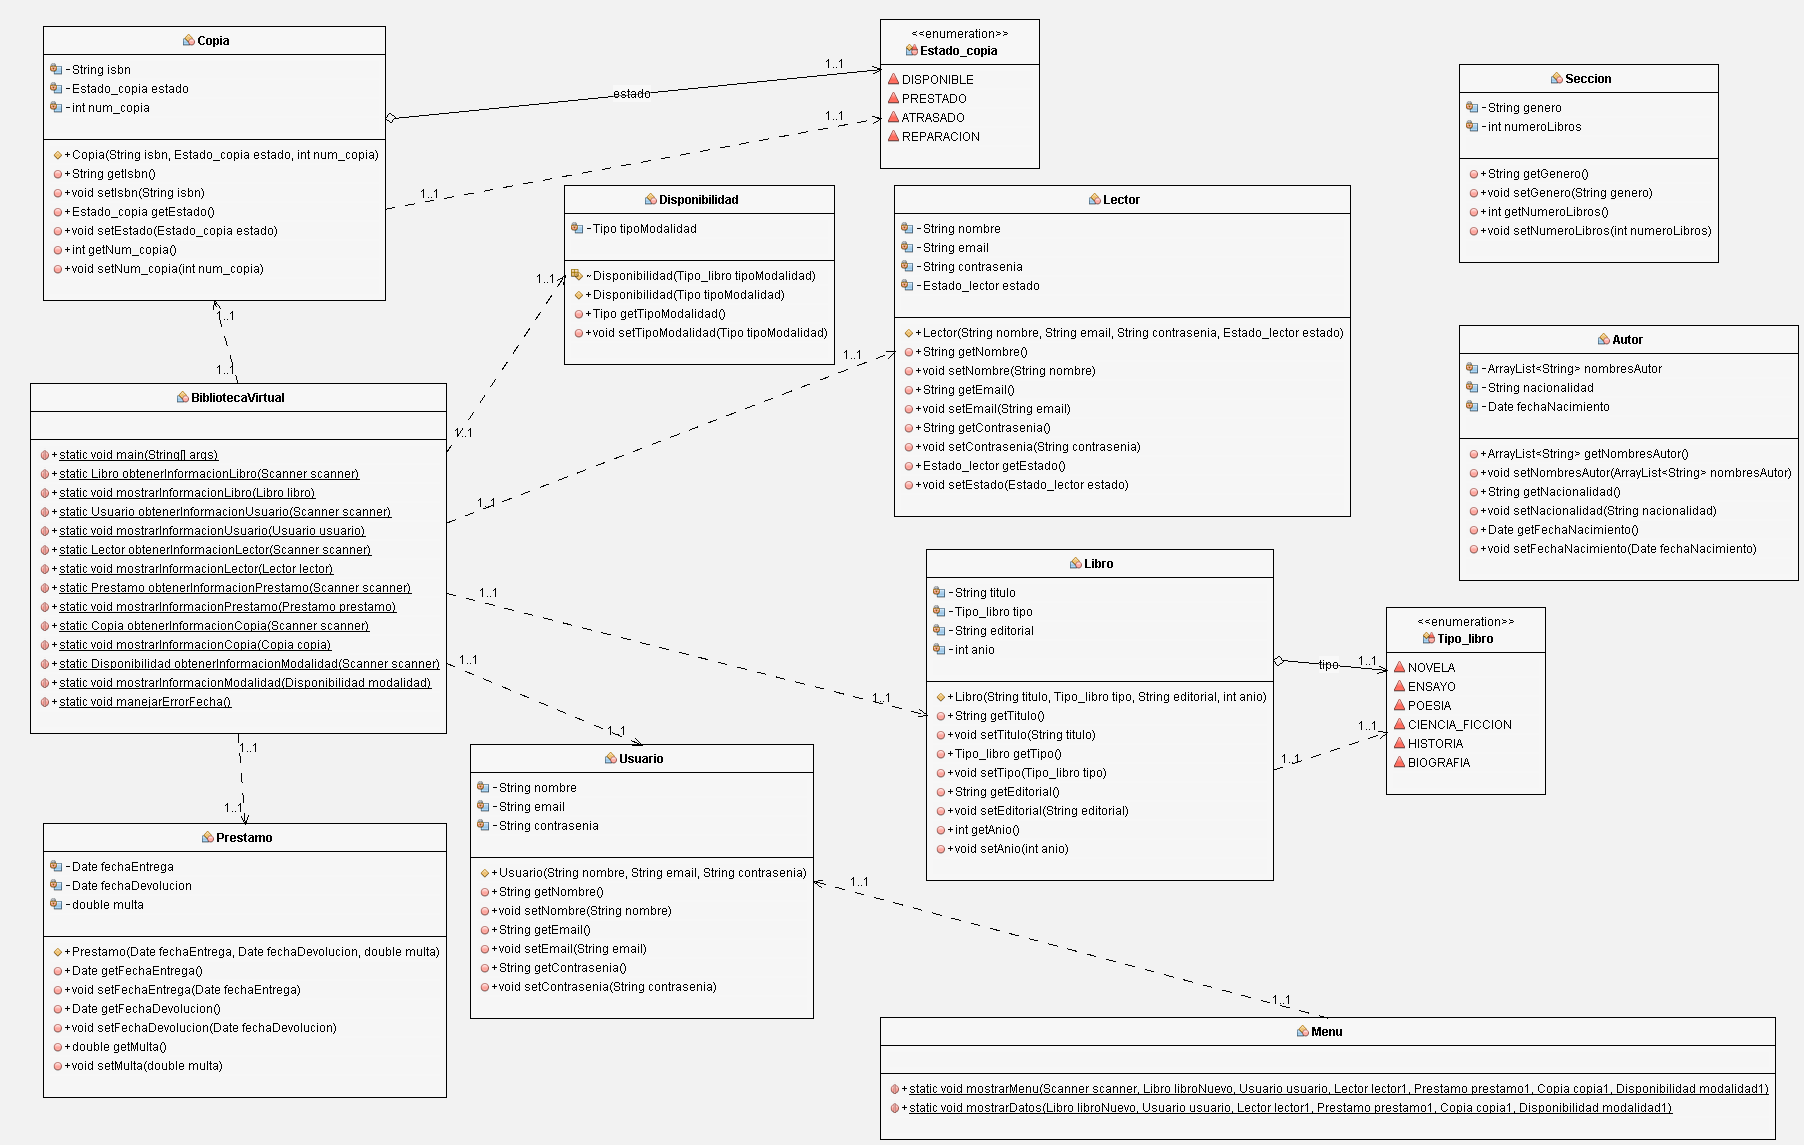 Copia
-String isbn
-Estado_copia estado
-int num_copia
+Copia(String isbn, Estado_copia estado, int num_copia)
+String getIsbn()
+void setIsbn(String isbn)
+Estado_copia getEstado()
+void setEstado(Estado_copia estado)
+int getNum_copia()
+void setNum_copia(int num_copia)
estado
1..1
1..1
1..1
<<enumeration>>
Estado_copia
DISPONIBLE
PRESTADO
ATRASADO
REPARACION
Seccion
-String genero
-int numeroLibros
+String getGenero()
+void setGenero(String genero)
+int getNumeroLibros()
+void setNumeroLibros(int numeroLibros)
Disponibilidad
-Tipo tipoModalidad
~Disponibilidad(Tipo_libro tipoModalidad)
+Disponibilidad(Tipo tipoModalidad)
+Tipo getTipoModalidad()
+void setTipoModalidad(Tipo tipoModalidad)
1..1
1..1
Lector
-String nombre
-String email
-String contrasenia
-Estado_lector estado
+Lector(String nombre, String email, String contrasenia, Estado_lector estado)
+String getNombre()
+void setNombre(String nombre)
+String getEmail()
+void setEmail(String email)
+String getContrasenia()
+void setContrasenia(String contrasenia)
+Estado_lector getEstado()
+void setEstado(Estado_lector estado)
1..1
1..1
Autor
-ArrayList<String> nombresAutor
-String nacionalidad
-Date fechaNacimiento
+ArrayList<String> getNombresAutor()
+void setNombresAutor(ArrayList<String> nombresAutor)
+String getNacionalidad()
+void setNacionalidad(String nacionalidad)
+Date getFechaNacimiento()
+void setFechaNacimiento(Date fechaNacimiento)
1..1
1..1
BibliotecaVirtual
+static void main(String[] args)
+static Libro obtenerInformacionLibro(Scanner scanner)
+static void mostrarInformacionLibro(Libro libro)
+static Usuario obtenerInformacionUsuario(Scanner scanner)
+static void mostrarInformacionUsuario(Usuario usuario)
+static Lector obtenerInformacionLector(Scanner scanner)
+static void mostrarInformacionLector(Lector lector)
+static Prestamo obtenerInformacionPrestamo(Scanner scanner)
+static void mostrarInformacionPrestamo(Prestamo prestamo)
+static Copia obtenerInformacionCopia(Scanner scanner)
+static void mostrarInformacionCopia(Copia copia)
+static Disponibilidad obtenerInformacionModalidad(Scanner scanner)
+static void mostrarInformacionModalidad(Disponibilidad modalidad)
+static void manejarErrorFecha()
1..1
1..1
Libro
-String titulo
-Tipo_libro tipo
-String editorial
-int anio
+Libro(String titulo, Tipo_libro tipo, String editorial, int anio)
+String getTitulo()
+void setTitulo(String titulo)
+Tipo_libro getTipo()
+void setTipo(Tipo_libro tipo)
+String getEditorial()
+void setEditorial(String editorial)
+int getAnio()
+void setAnio(int anio)
tipo
1..1
1..1
1..1
<<enumeration>>
Tipo_libro
NOVELA
ENSAYO
POESIA
CIENCIA_FICCION
HISTORIA
BIOGRAFIA
1..1
1..1
Usuario
-String nombre
-String email
-String contrasenia
+Usuario(String nombre, String email, String contrasenia)
+String getNombre()
+void setNombre(String nombre)
+String getEmail()
+void setEmail(String email)
+String getContrasenia()
+void setContrasenia(String contrasenia)
1..1
1..1
Prestamo
-Date fechaEntrega
-Date fechaDevolucion
-double multa
+Prestamo(Date fechaEntrega, Date fechaDevolucion, double multa)
+Date getFechaEntrega()
+void setFechaEntrega(Date fechaEntrega)
+Date getFechaDevolucion()
+void setFechaDevolucion(Date fechaDevolucion)
+double getMulta()
+void setMulta(double multa)
1..1
1..1
Menu
+static void mostrarMenu(Scanner scanner, Libro libroNuevo, Usuario usuario, Lector lector1, Prestamo prestamo1, Copia copia1, Disponibilidad modalidad1)
+static void mostrarDatos(Libro libroNuevo, Usuario usuario, Lector lector1, Prestamo prestamo1, Copia copia1, Disponibilidad modalidad1)